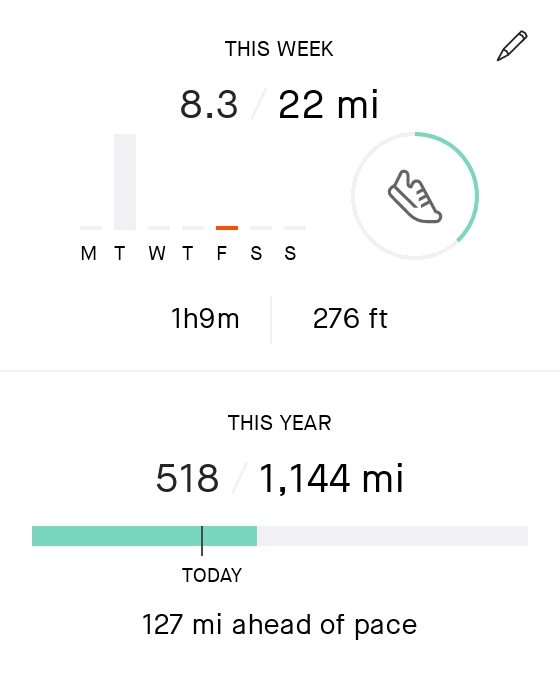 THIS WEEK
8.3 / 22 mi
M T W T F S S
1h9m 276 ft
THIS YEAR
518 / 1,144 mi
TODAY
127 mi ahead of pace